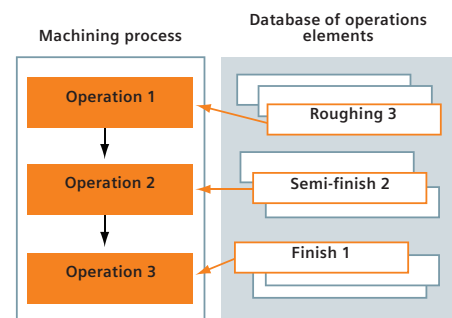 Machining process
Database of operations
elements
Operation 1
Roughing 3
Operation 2
Semi-finish 2
Operation 3
Finish 1